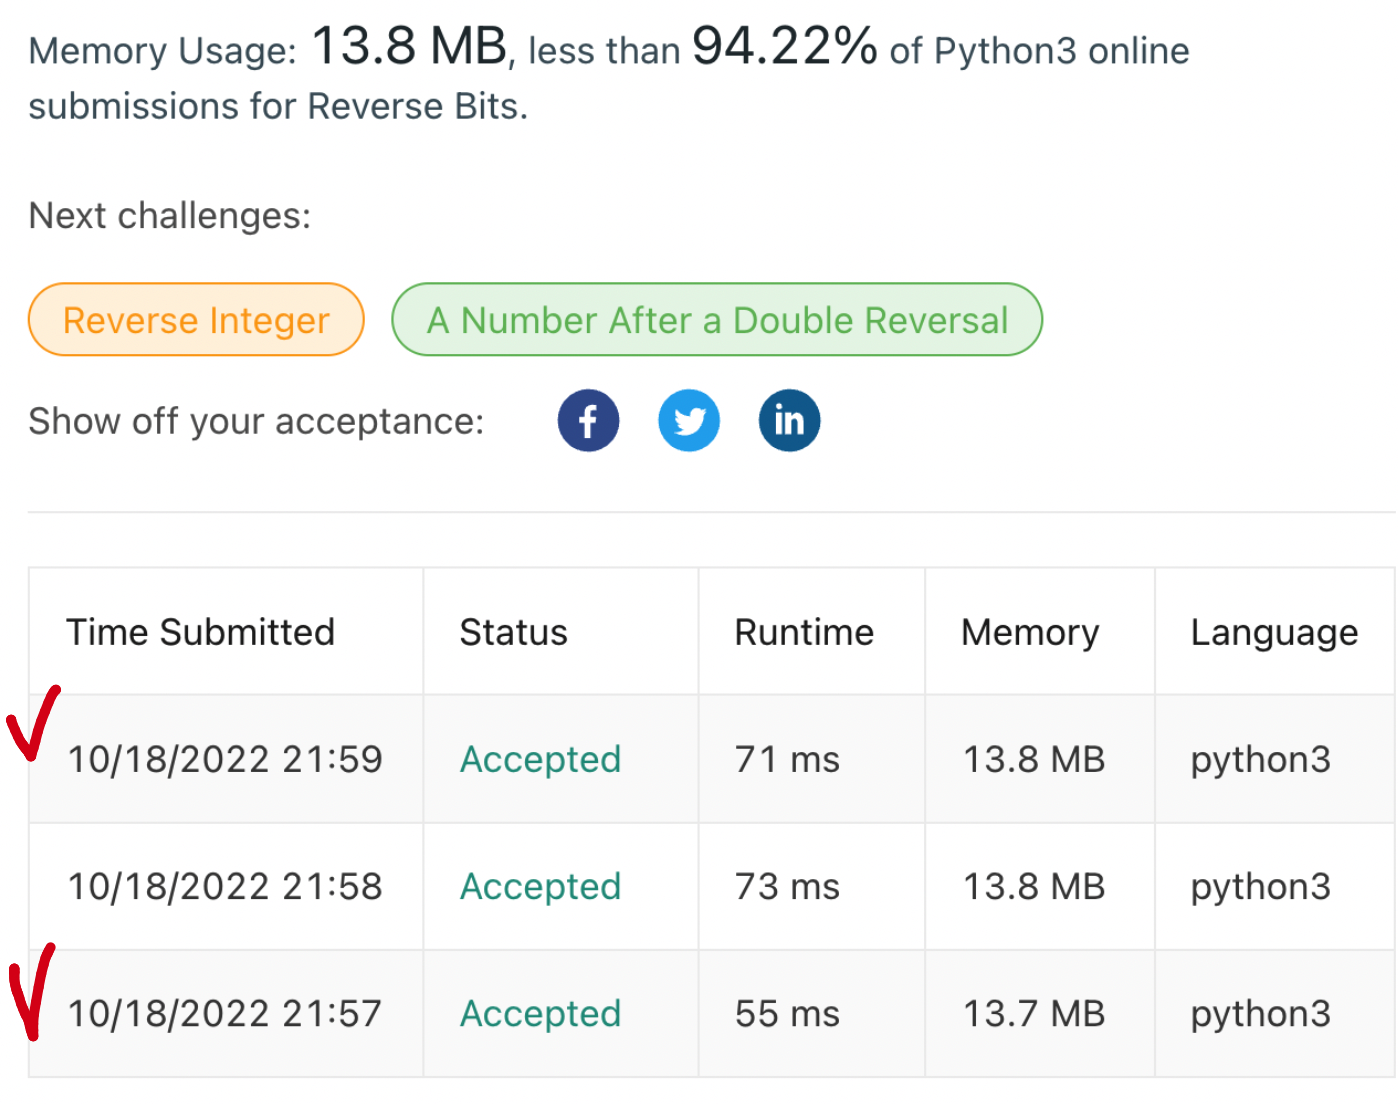 Memory Usage: 13.8 MB, less than 94.22% of Python3 online
submissions for Reverse Bits.
Next challenges:
Reverse Integer A Number After a Double Reversal
Show off your acceptance: f in
Time Submitted Status Runtime Memory Language
10/18/2022 21:59 Accepted 71 ms 13.8 MB python3
10/18/2022 21:58 Accepted 73 ms 13.8 MB python3
10/18/2022 21:57 Accepted 55 ms 13.7 MB python3